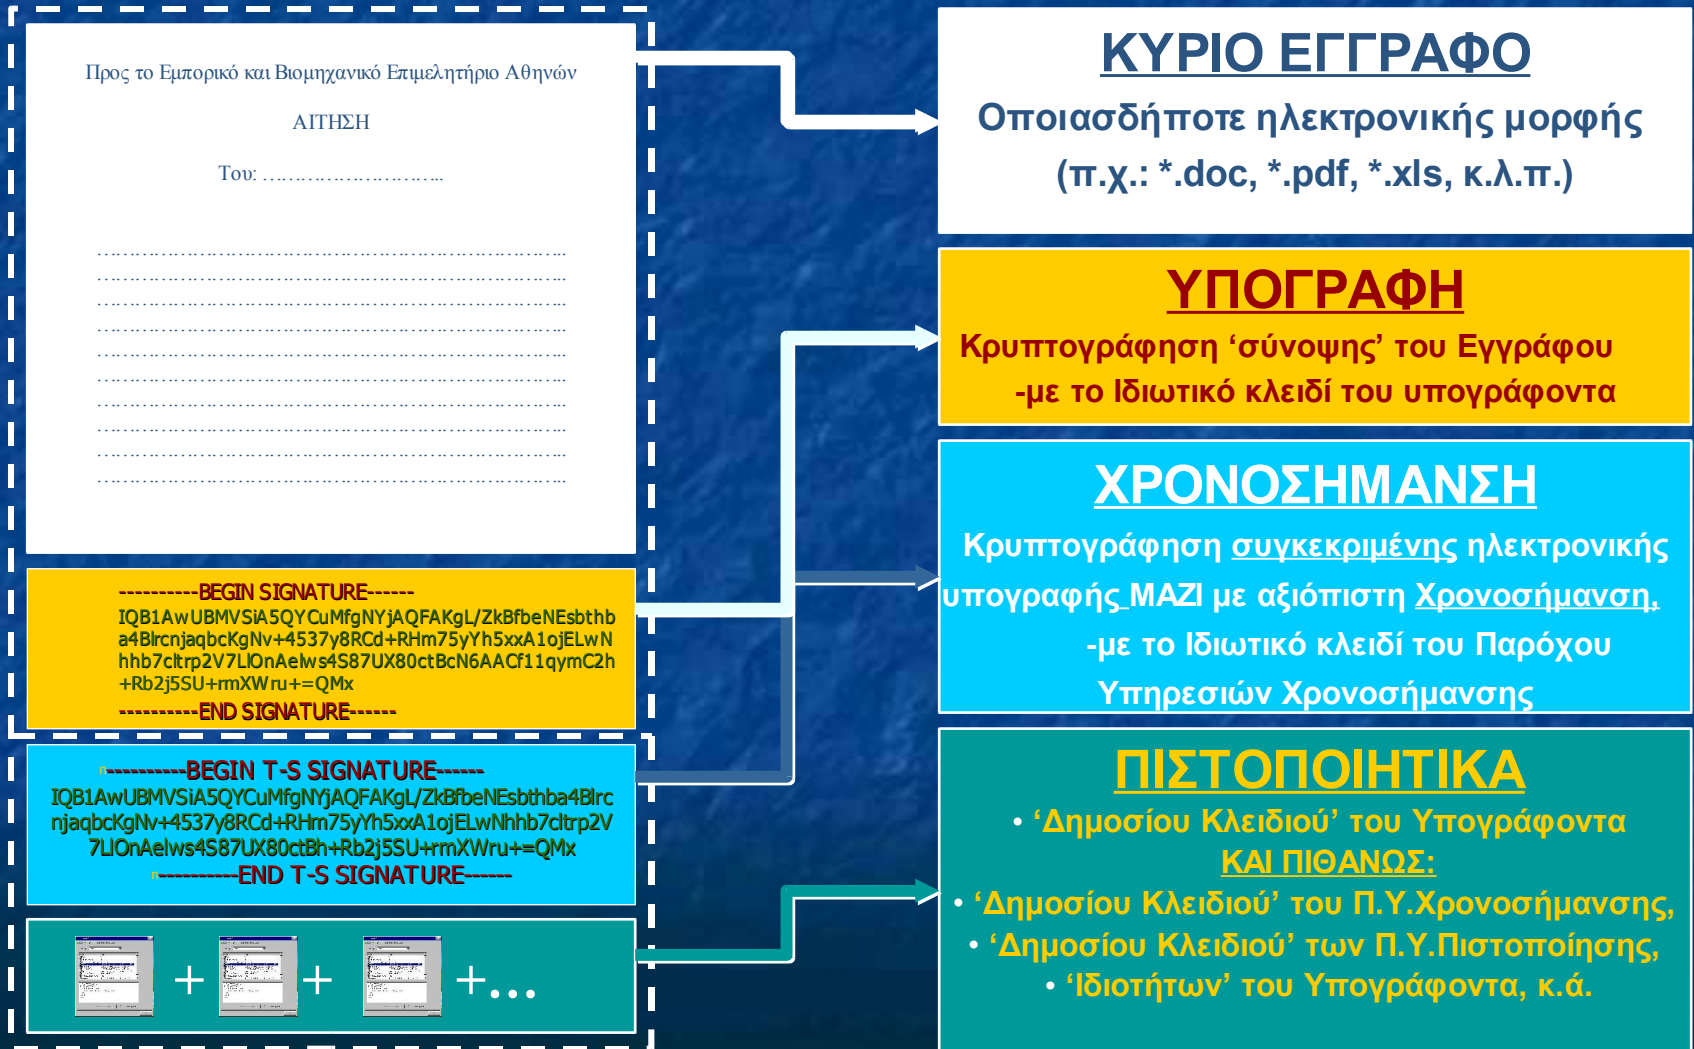 Προς το Εμπορικό και Βιομηχανικό Επιμελητήριο Αθηνών
ΑΙΤΗΣΗ
Του: ………………………..
…………………………………………………………………..
…………………………………………………………………..
…………………………………………………………………..
…………………………………………………………………..
…………………………………………………………………..
…………………………………………………………………..
…………………………………………………………………..
…………………………………………………………………..
…………………………………………………………………..
…………………………………………………………………..
----------BEGIN SIGNATURE------
IQB1AwUBMVSiA5QYCuMfgNYjAQFAKgL/ZkBfbeNEsbthb
a4BlrcnjaqbcKgNv+4537y8RCd+RHm75yYh5xxA1ojELwN
hhb7cltrp2V7LlOnAelws4S87UX80ctBcN6AACf11qymC2h
+Rb2j5SU+rmXWru+=QMx
----------END SIGNATURE------
----------BEGIN T-S SIGNATURE------
IQB1AwUBMVSiA5QYCuMfgNYjAQFAKgL/ZkBfbeNEsbthba4Blrc
njaqbcKgNv+4537y8RCd+RHm75yYh5xxA1ojELwNhhb7cltrp2V
7LlOnAelws4S87UX80ctBh+Rb2j5SU+rmXWru+=QMx
----------END T-S SIGNATURE------
+ + +...
ΚΥΡΙΟ ΕΓΓΡΑΦΟ
Οποιασδήποτε ηλεκτρονικής μορφής
(π.χ.: *.doc, *.pdf, *.xls, κ.λ.π.)
ΥΠΟΓΡΑΦΗ
Κρυπτογράφηση ‘σύνοψης’ του Εγγράφου
-με το Ιδιωτικό κλειδί του υπογράφοντα
ΧΡΟΝΟΣΗΜΑΝΣΗ
Κρυπτογράφηση συγκεκριμένης ηλεκτρονικής
υπογραφής ΜΑΖΙ με αξιόπιστη Χρονοσήμανση,
-με το Ιδιωτικό κλειδί του Παρόχου
Υπηρεσιών Χρονοσήμανσης
ΠΙΣΤΟΠΟΙΗΤΙΚΑ
• ‘Δημοσίου Κλειδιού’ του Υπογράφοντα
ΚΑΙ ΠΙΘΑΝΩΣ:
• ‘Δημοσίου Κλειδιού’ του Π.Υ.Χρονοσήμανσης,
• ‘Δημοσίου Κλειδιού’ των Π.Υ.Πιστοποίησης,
• ‘Ιδιοτήτων’ του Υπογράφοντα, κ.ά.